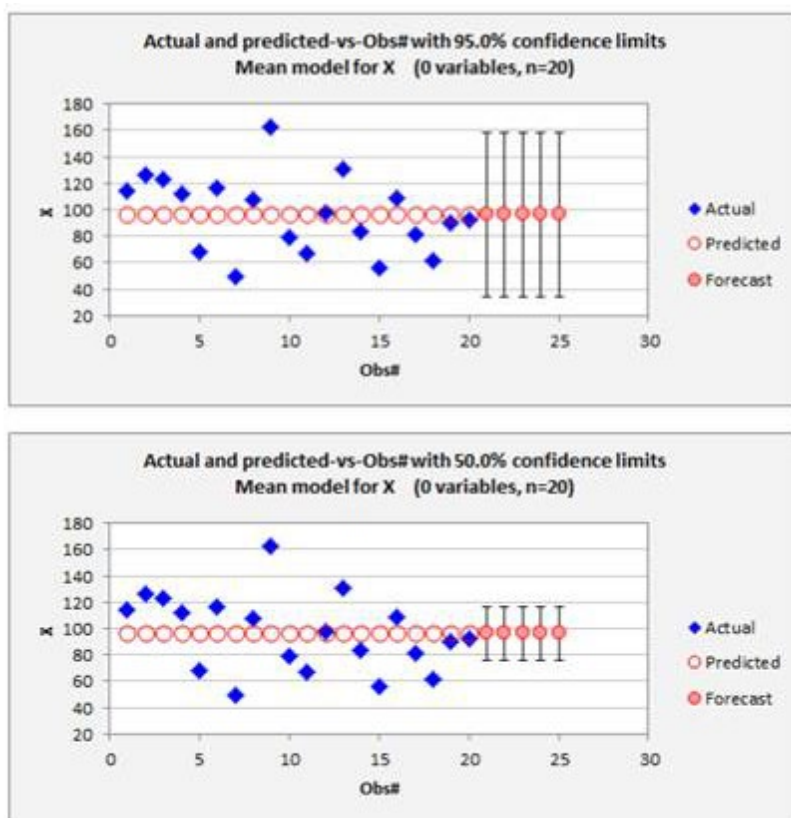 Actual and predicted-vs-Obs# with 95.0% confidence limits
Mean model for X (0 variables, n=20)
180
160
140
120
100
80
60
40
20
X
0 5 10 15 20 25 30
Obs#
Actual
Predicted
Forecast
Actual and predicted-vs-Obs# with 50.0% confidence limits
Mean model for X (0 variables, n=20)
180
160
140
120
100
80
60
40
20
X
0 5 10 15 20 25 30
Obs#
Actual
Predicted
Forecast